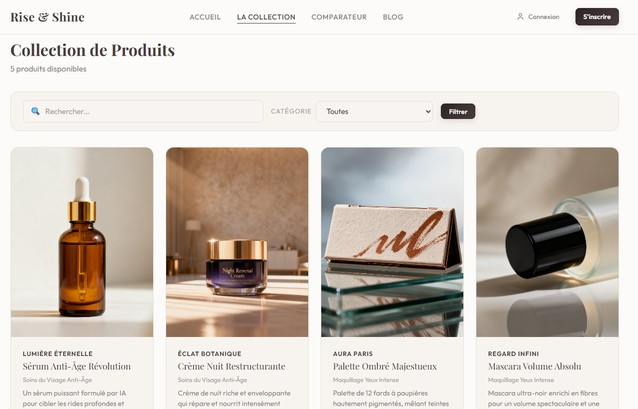 Rise & Shine
ACCUEIL LA COLLECTION COMPARATEUR BLOG
Connexion S'inscrire
Collection de Produits
5 produits disponibles
Rechercher... CATÉGORIE Toutes Filtrer
Night Renewal
Cream
LUMIÈRE ÉTERNELLE
Sérum Anti-Âge Révolution
Soins du Visage Anti-Âge
Un sérum puissant formulé par IA
pour cibler les rides profondes et
ÉCLAT BOTANIQUE
Crème Nuit Restructurante
Soins du Visage Anti-Âge
Crème de nuit riche et enveloppante
qui répare et nourrit intensément
AURA PARIS
Palette Ombré Majestueux
Maquillage Yeux Intense
Palette de 12 fards à paupières
hautement pigmentés, mêlant teintes
REGARD INFINI
Mascara Volume Absolu
Maquillage Yeux Intense
Mascara ultra-noir enrichi en fibres
pour un volume spectaculaire et une